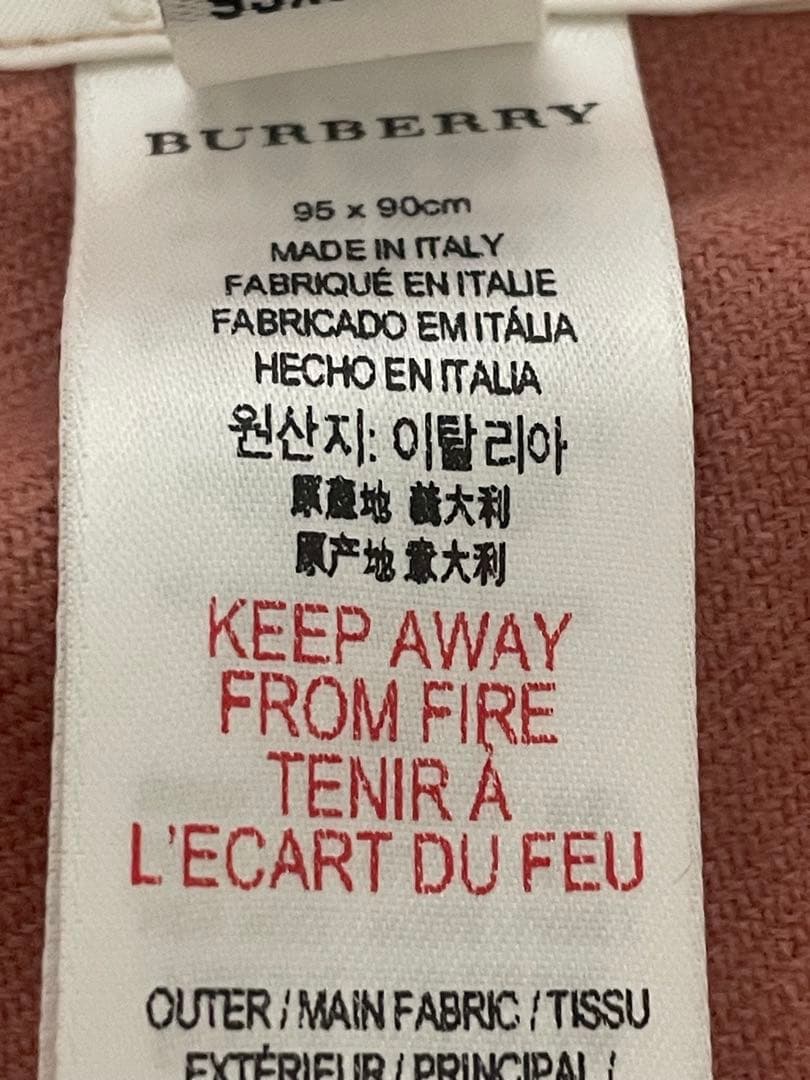 BURBERRY
95 x 90cm
MADE IN ITALY
FABRIQUÉ EN ITALIE
FABRICADO EM ITÁLIA
HECHO EN ITALIA
원산지: 이탈리아
原產地 義大利
原产地 意大利
KEEP AWAY
FROM FIRE
TENIR À
L'ECART DU FEU
OUTER / MAIN FABRIC / TISSU
EXTÉRIEUR / PRINCIPAL /